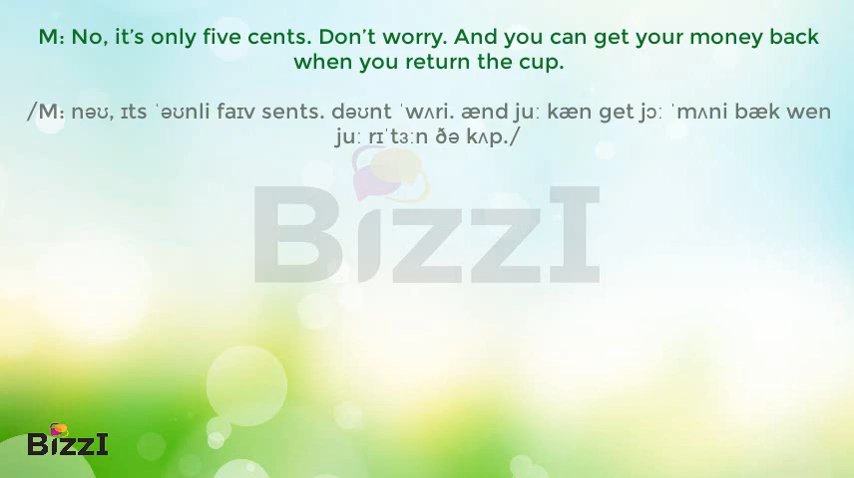 M: No, it’s only five cents. Don’t worry. And you can get your money back
when you return the cup.
/M: nəʊ, ɪts ˈəʊnli faɪv sents. dəʊnt ˈwʌri. ænd juː kæn get jɔː ˈmʌni bæk wen
juː rɪˈtɜːn ðə kʌp./
BizzI
BizzI